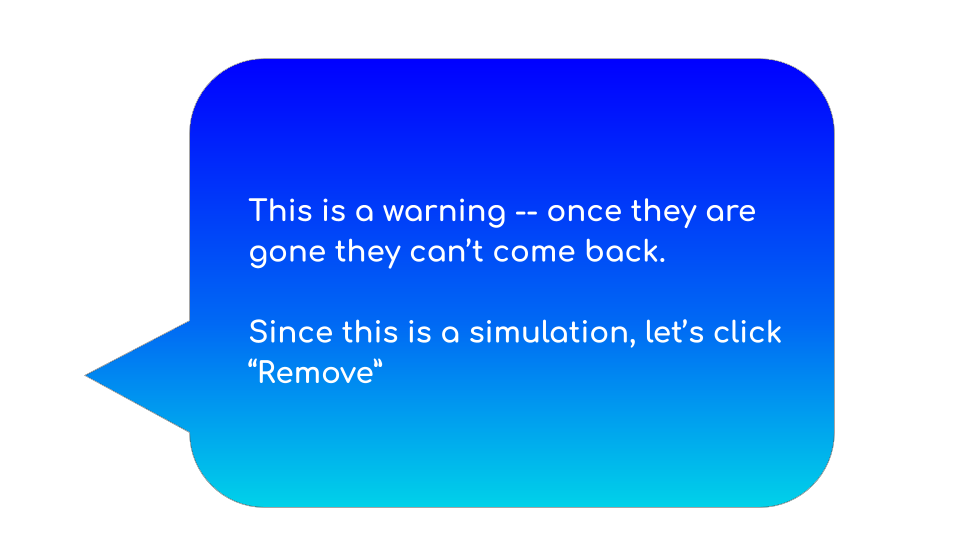 This is a warning -- once they are
gone they can’t come back.
Since this is a simulation, let’s click
“Remove”